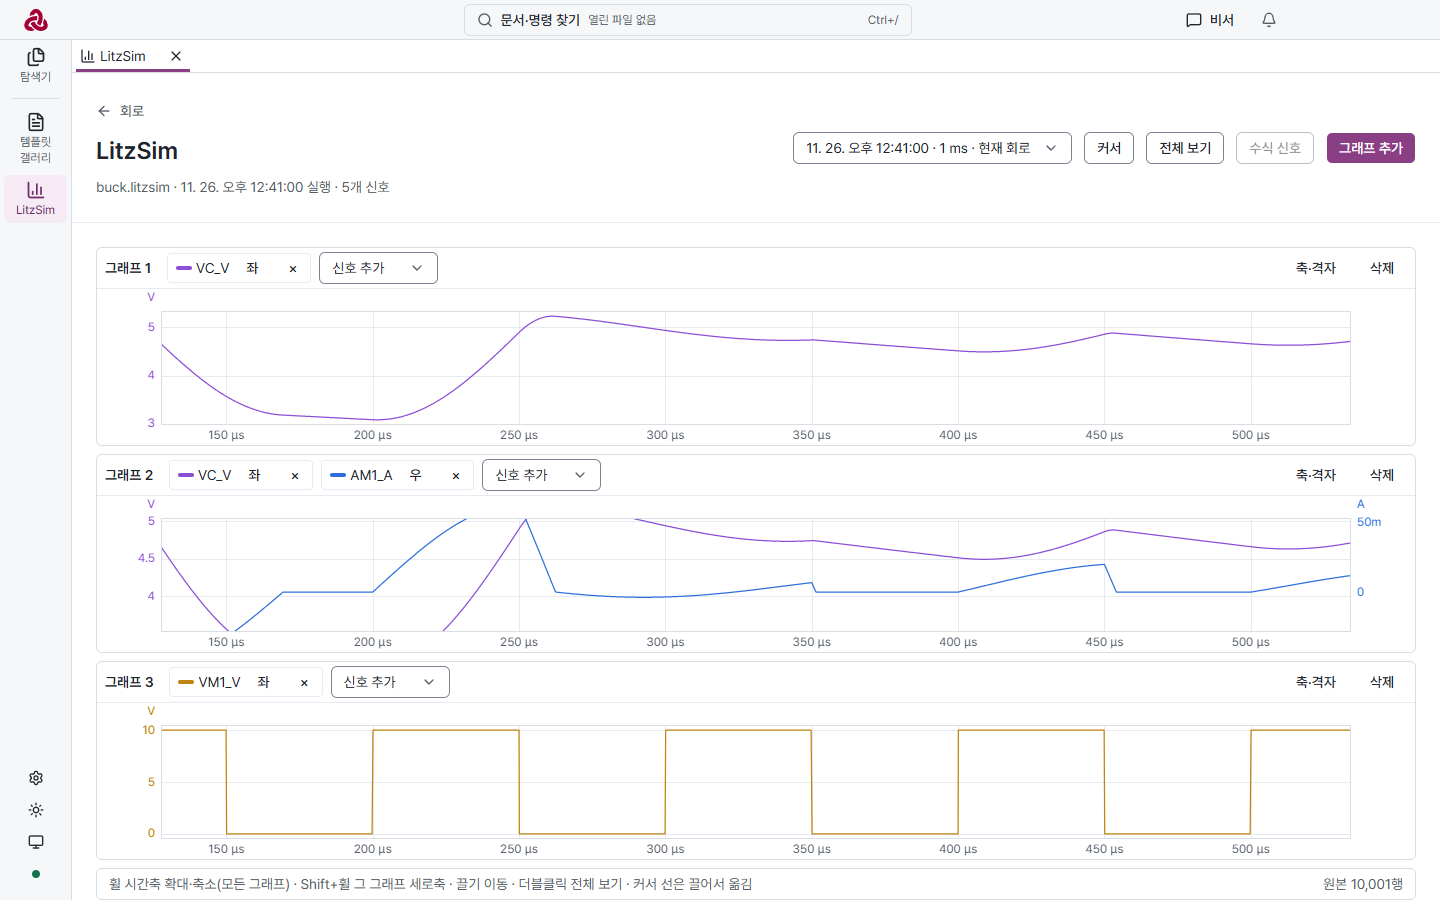 문서·명령 찾기 열린 파일 없음 Ctrl+/
비서
탐색기
템플릿
갤러리
LitzSim
LitzSim
회로
LitzSim
11. 26. 오후 12:41:00 · 1 ms · 현재 회로
커서
전체 보기
수식 신호
그래프 추가
buck.litzsim · 11. 26. 오후 12:41:00 실행 · 5개 신호
그래프 1 VC_V 좌 × 신호 추가 축·격자 삭제
V
5
4
3
150 µs 200 µs 250 µs 300 µs 350 µs 400 µs 450 µs 500 µs
그래프 2 VC_V 좌 × AM1_A 우 × 신호 추가 축·격자 삭제
V A
5 50m
4.5
4 0
150 µs 200 µs 250 µs 300 µs 350 µs 400 µs 450 µs 500 µs
그래프 3 VM1_V 좌 × 신호 추가 축·격자 삭제
V
10
5
0
150 µs 200 µs 250 µs 300 µs 350 µs 400 µs 450 µs 500 µs
휠 시간축 확대·축소(모든 그래프) · Shift+휠 그 그래프 세로축 · 끌기 이동 · 더블클릭 전체 보기 · 커서 선은 끌어서 옮김 원본 10,001행